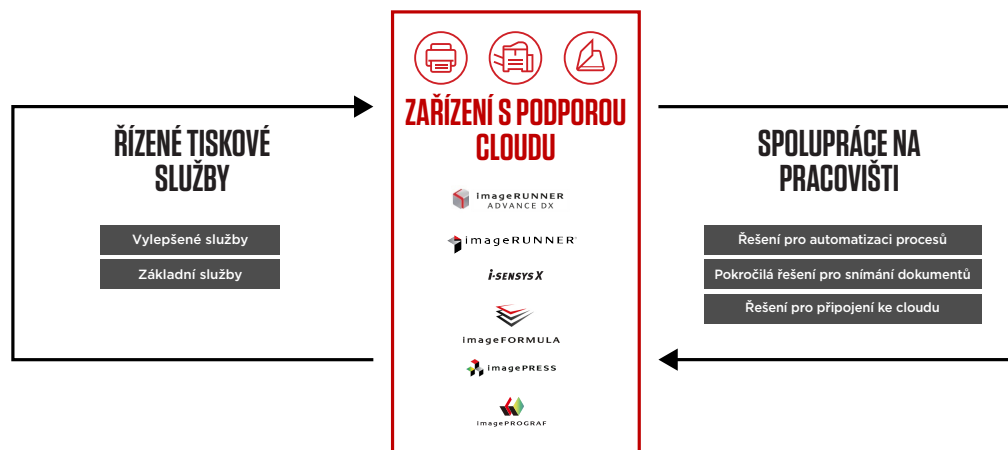 ŘÍZENÉ TISKOVÉ
SLUŽBY
Vylepšené služby
Základní služby
ZAŘÍZENÍ S PODPOROU
CLOUDU
imageRUNNER
ADVANCE DX
imageRUNNER®
i-SENSYS X
imageFORMULA
imagePRESS
imagePROGRAF
SPOLUPRÁCE NA
PRACOVIŠTI
Řešení pro automatizaci procesů
Pokročilá řešení pro snímání dokumentů
Řešení pro připojení ke cloudu